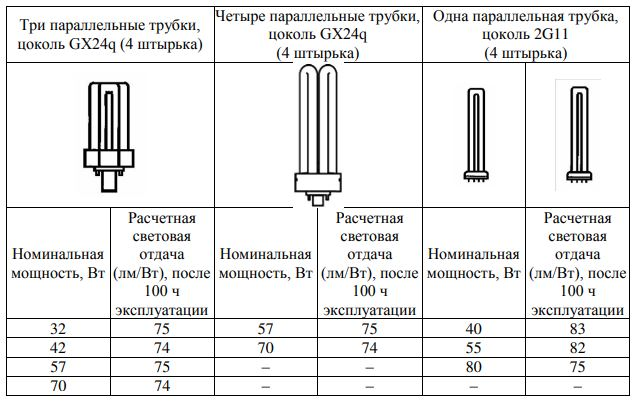 Три параллельные трубки,
цоколь GX24q (4 штырька)
Четыре параллельные трубки,
цоколь GX24q
(4 штырька)
Одна параллельная трубка,
цоколь 2G11
(4 штырька)
Номинальная
мощность, Вт
Расчетная
световая
отдача
(лм/Вт), после
100 ч
эксплуатации
Номинальная
мощность, Вт
Расчетная
световая
отдача
(лм/Вт), после
100 ч
эксплуатации
Номинальная
мощность, Вт
Расчетная
световая
отдача
(лм/Вт), после
100 ч
эксплуатации
32 75 57 75 40 83
42 74 70 74 55 82
57 75 – – 80 75
70 74 – – – –